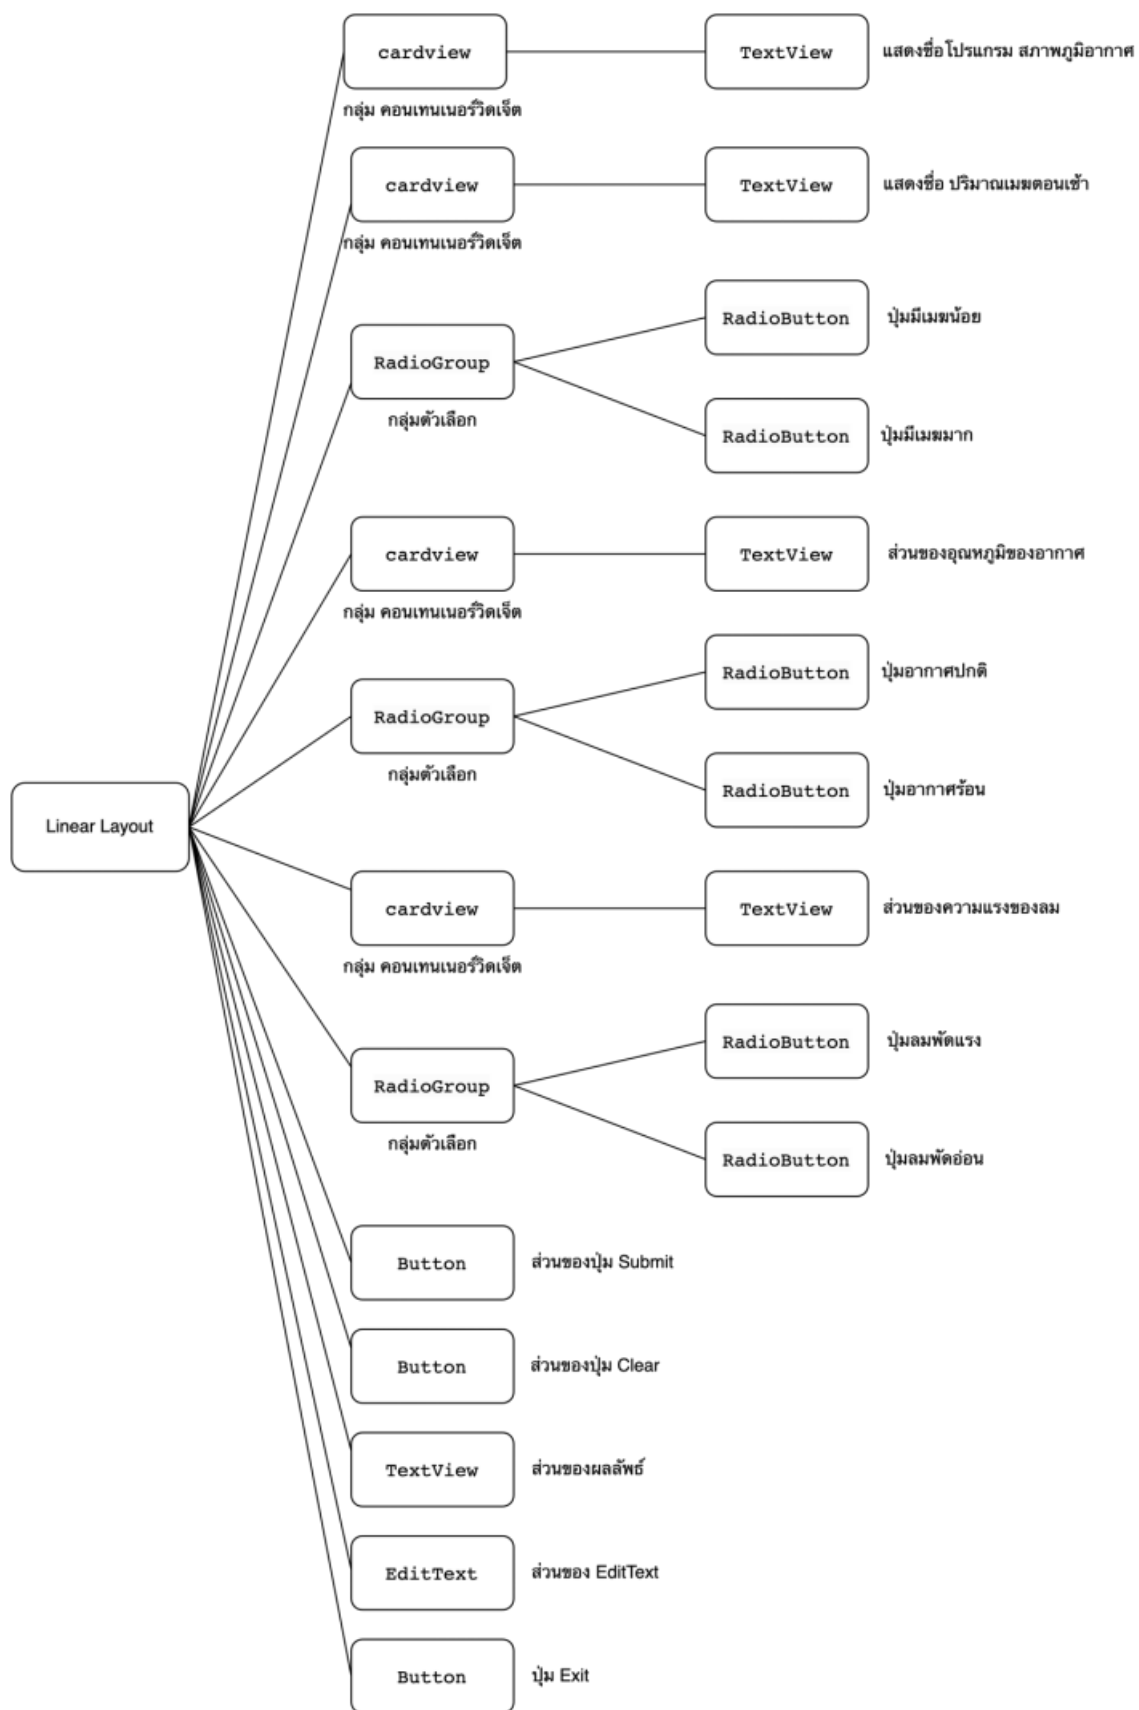 cardview
TextView
แสดงชื่อโปรแกรม สภาพภูมิอากาศ
กลุ่ม คอนเทนเนอร์วิดเจ็ต
cardview
TextView
แสดงชื่อ ปริมาณเมฆตอนเช้า
กลุ่ม คอนเทนเนอร์วิดเจ็ต
RadioButton
ปุ่มมีเมฆน้อย
RadioGroup
กลุ่มตัวเลือก
RadioButton
ปุ่มมีเมฆมาก
cardview
TextView
ส่วนของอุณหภูมิของอากาศ
กลุ่ม คอนเทนเนอร์วิดเจ็ต
RadioButton
ปุ่มอากาศปกติ
RadioGroup
กลุ่มตัวเลือก
RadioButton
ปุ่มอากาศร้อน
Linear Layout
cardview
TextView
ส่วนของความแรงของลม
กลุ่ม คอนเทนเนอร์วิดเจ็ต
RadioButton
ปุ่มลมพัดแรง
RadioGroup
กลุ่มตัวเลือก
RadioButton
ปุ่มลมพัดอ่อน
Button
ส่วนของปุ่ม Submit
Button
ส่วนของปุ่ม Clear
TextView
ส่วนของผลลัพธ์
EditText
ส่วนของ EditText
Button
ปุ่ม Exit